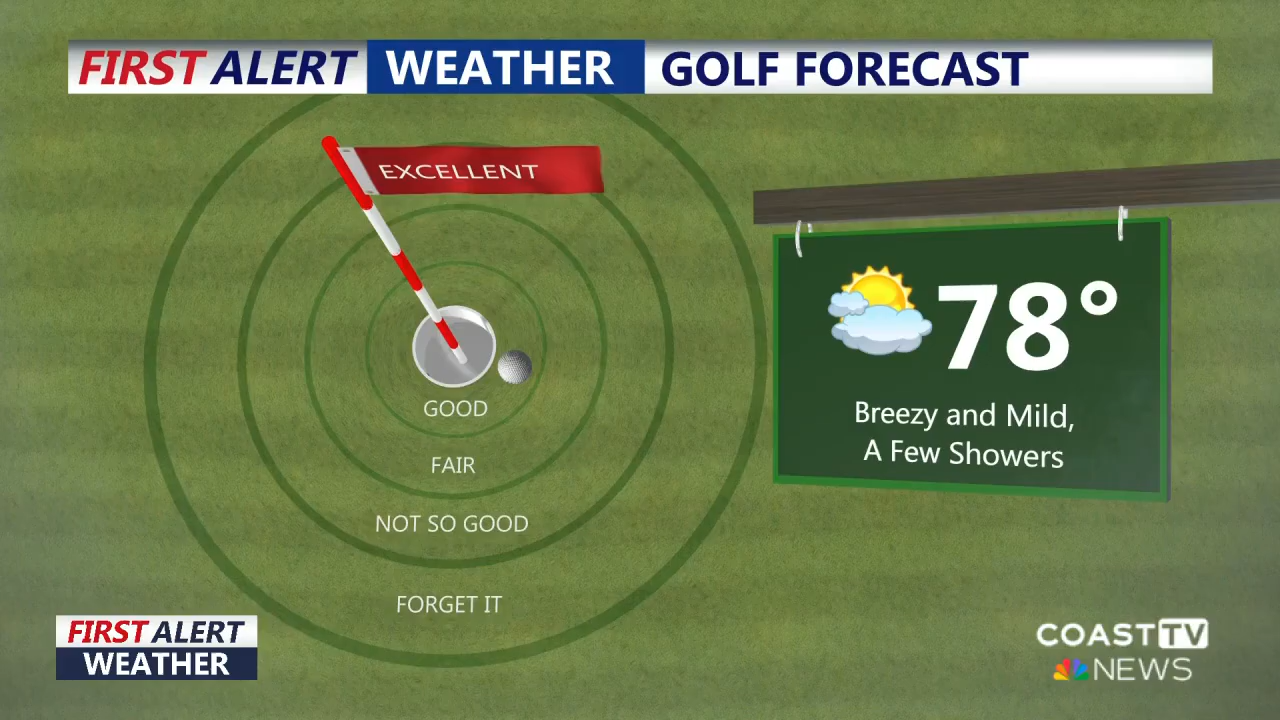 FIRST ALERT WEATHER GOLF FORECAST
EXCELLENT
GOOD
FAIR
NOT SO GOOD
FORGET IT
78°
Breezy and Mild,
A Few Showers
FIRST ALERT
WEATHER
COAST TV
NEWS